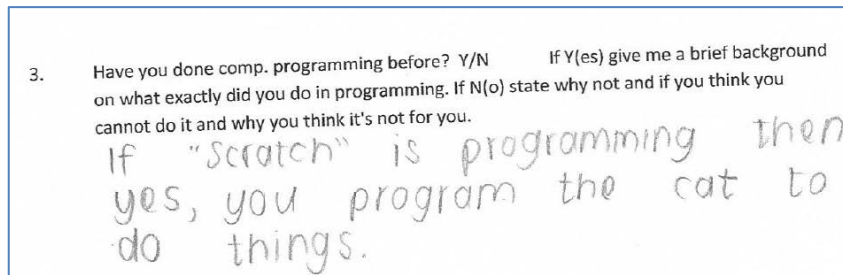 3. Have you done comp. programming before? Y/N If Y(es) give me a brief background
on what exactly did you do in programming. If N(o) state why not and if you think you
cannot do it and why you think it's not for you.
If "Scratch" is programming then
yes, you program the cat to
do things.